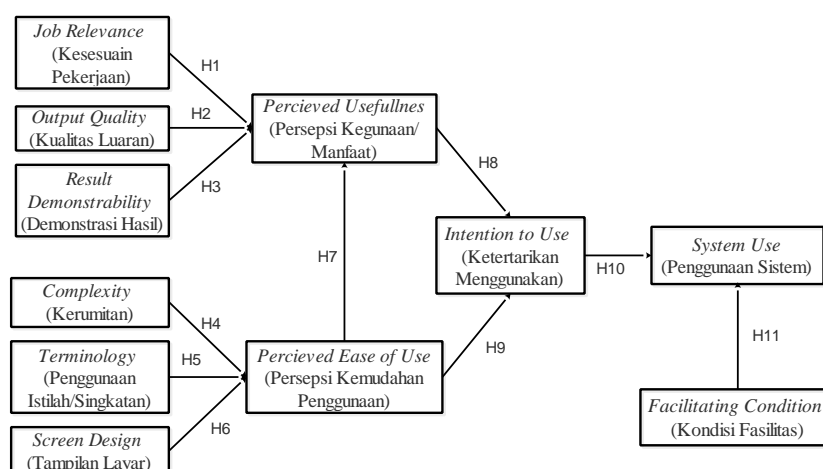 Job Relevance
(Kesesuain
Pekerjaan)
H1
Output Quality
(Kualitas Luaran)
H2
Result
Demonstrability
(Demonstrasi Hasil)
H3
Percieved Usefullnes
(Persepsi Kegunaan/
Manfaat)
H8
H7
Intention to Use
(Ketertarikan
Menggunakan)
H10
System Use
(Penggunaan Sistem)
Complexity
(Kerumitan)
H4
Terminology
(Penggunaan
Istilah/Singkatan)
H5
Screen Design
(Tampilan Layar)
H6
Percieved Ease of Use
(Persepsi Kemudahan
Penggunaan)
H9
H11
Facilitating Condition
(Kondisi Fasilitas)